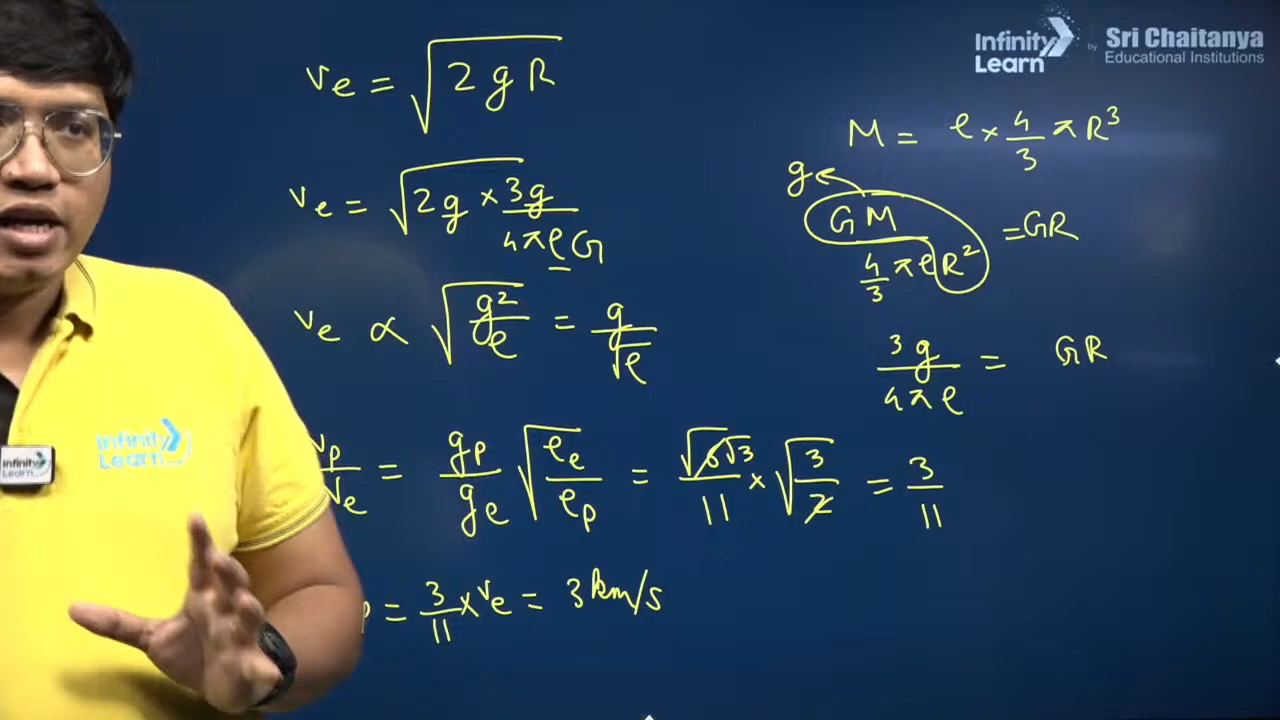 Infinity Learn by Sri Chaitanya Educational Institutions
vₑ = √(2gR)
M = ρ × 4/3 πR³
g
GM / (4/3 πρR²) = GR
vₑ = √(2g × 3g/(4πρG))
vₑ ∝ √(g²/ρ) = g/√ρ
3g/(4πρ) = GR
vₚ/vₑ = gₚ/gₑ √(ρₑ/ρₚ) = √6√3/11 × √(3/2) = 3/11
= 3/11 × vₑ = 3 km/s
Infinity Learn
Infinity Learn